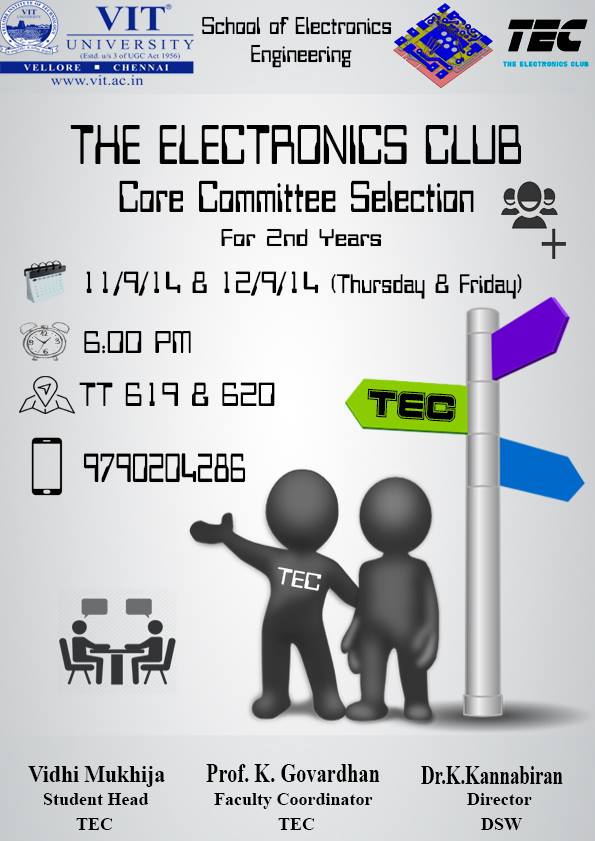 VIT
VIT®
UNIVERSITY
(Estd. u/s 3 of UGC Act 1956)
VELLORE ▪ CHENNAI
www.vit.ac.in
School of Electronics
Engineering
TEC
THE ELECTRONICS CLUB
THE ELECTRONICS CLUB
Core Committee Selection
For 2nd Years
11/9/14 & 12/9/14 (Thursday & Friday)
6:00 PM
TT 619 & 620
TEC
9790204286
TEC
Vidhi Mukhija
Student Head
TEC
Prof. K. Govardhan
Faculty Coordinator
TEC
Dr.K.Kannabiran
Director
DSW